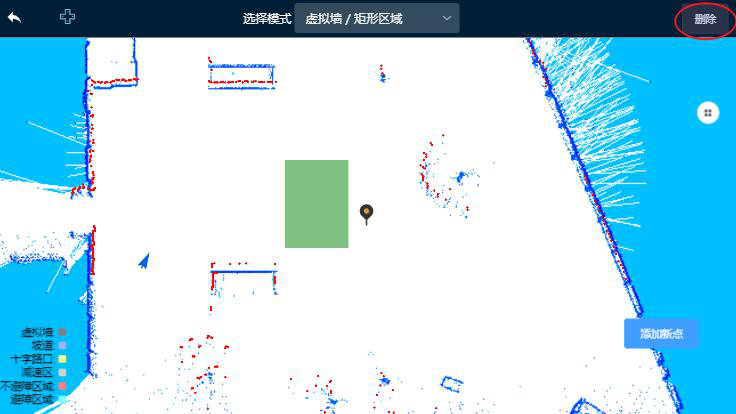 选择模式 虚拟墙 / 矩形区域 删除
添加新点
虚拟墙:
坡道:
十字路口:
减速区:
不避障区域:
避障区域: